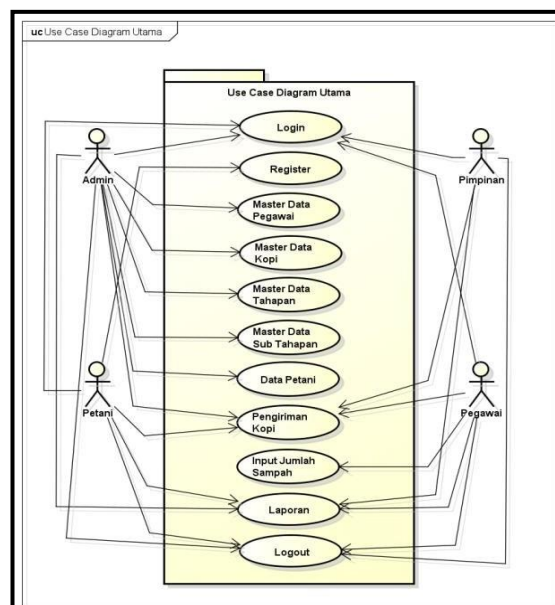 uc Use Case Diagram Utama
Use Case Diagram Utama
Login
Register
Master Data
Pegawai
Master Data
Kopi
Master Data
Tahapan
Master Data
Sub Tahapan
Data Petani
Pengiriman
Kopi
Input Jumlah
Sampah
Laporan
Logout
Admin
Petani
Pimpinan
Pegawai